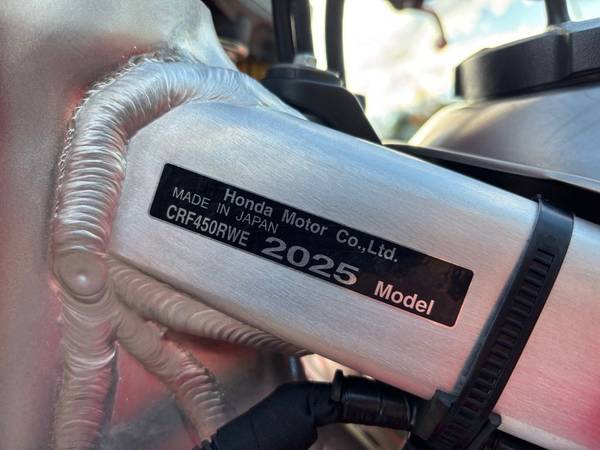 Honda Motor Co.,Ltd.
MADE IN JAPAN
CRF450RWE 2025 Model